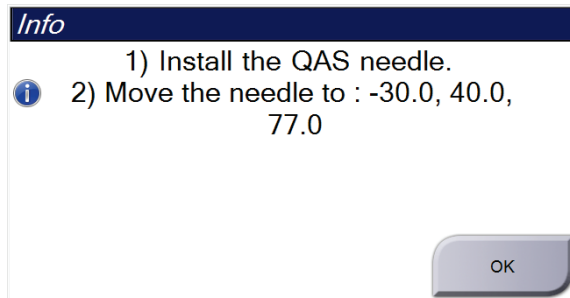 Info
1) Install the QAS needle.
2) Move the needle to : -30.0, 40.0,
77.0
OK